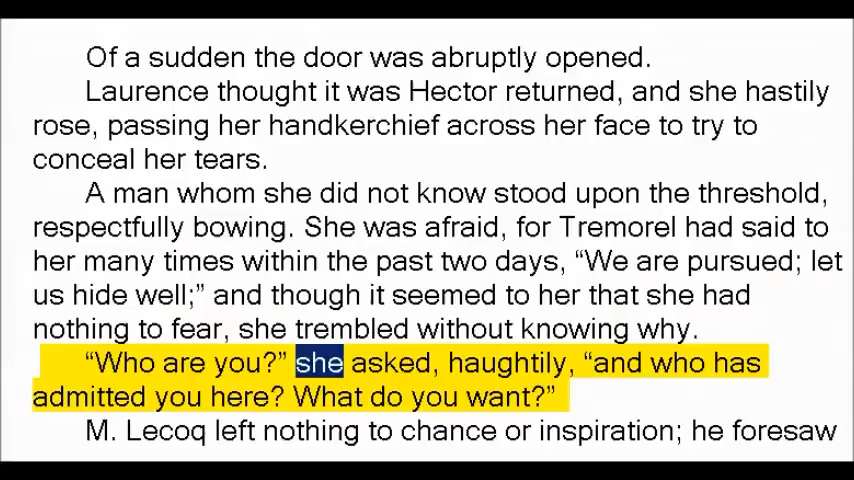 Of a sudden the door was abruptly opened.
Laurence thought it was Hector returned, and she hastily
rose, passing her handkerchief across her face to try to
conceal her tears.
A man whom she did not know stood upon the threshold,
respectfully bowing. She was afraid, for Tremorel had said to
her many times within the past two days, “We are pursued; let
us hide well;” and though it seemed to her that she had
nothing to fear, she trembled without knowing why.
“Who are you?” she asked, haughtily, “and who has
admitted you here? What do you want?”
M. Lecoq left nothing to chance or inspiration; he foresaw